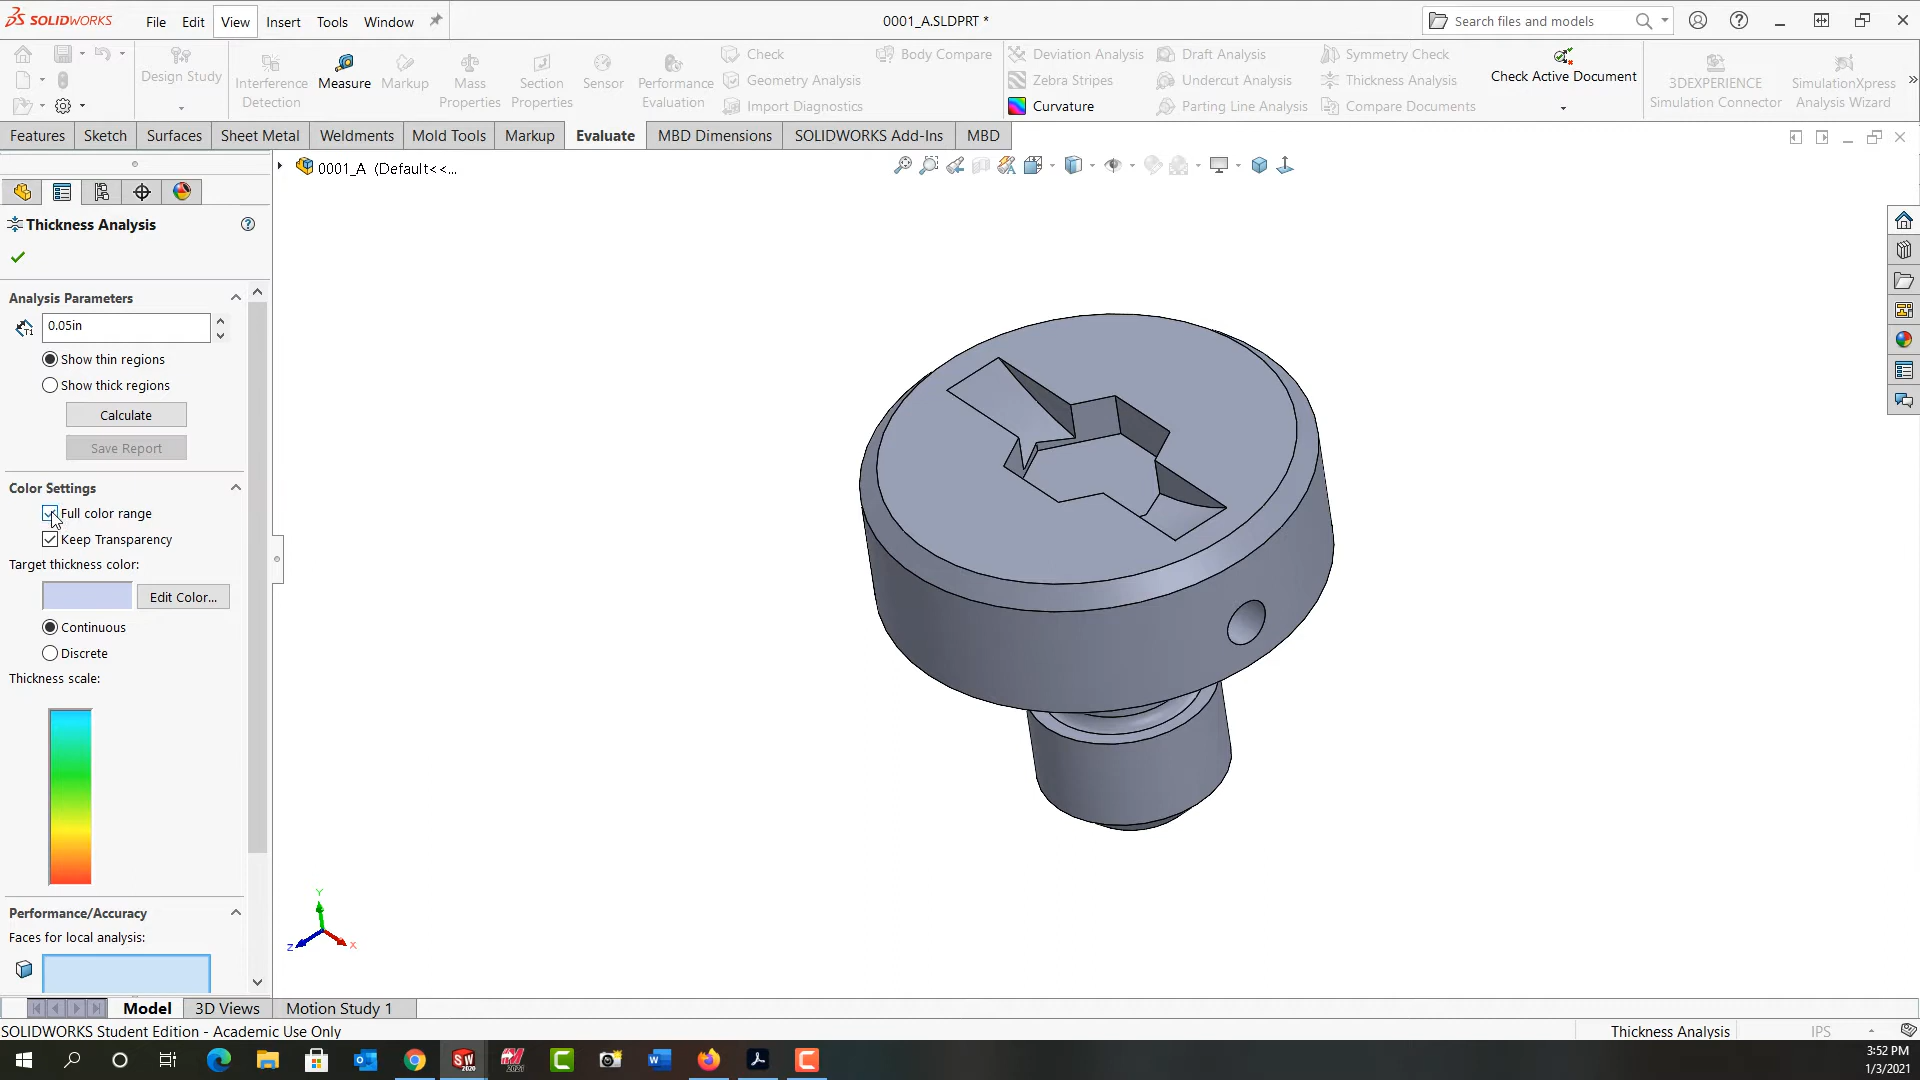 SOLIDWORKS File Edit View Insert Tools Window 0001_A.SLDPRT * Search files and models
Design Study
Interference Detection
Measure
Markup
Mass Properties
Section Properties
Sensor
Performance Evaluation
Check
Geometry Analysis
Import Diagnostics
Body Compare
Deviation Analysis
Zebra Stripes
Curvature
Draft Analysis
Undercut Analysis
Parting Line Analysis
Symmetry Check
Thickness Analysis
Compare Documents
Check Active Document
3DEXPERIENCE Simulation Connector
SimulationXpress Analysis Wizard
Features Sketch Surfaces Sheet Metal Weldments Mold Tools Markup Evaluate MBD Dimensions SOLIDWORKS Add-Ins MBD
0001_A (Default<<...
Thickness Analysis
Analysis Parameters
0.05in
Show thin regions
Show thick regions
Calculate
Save Report
Color Settings
Full color range
Keep Transparency
Target thickness color:
Edit Color...
Continuous
Discrete
Thickness scale:
Performance/Accuracy
Faces for local analysis:
Y
Z
X
Model 3D Views Motion Study 1
SOLIDWORKS Student Edition - Academic Use Only Thickness Analysis IPS
3:52 PM
1/3/2021